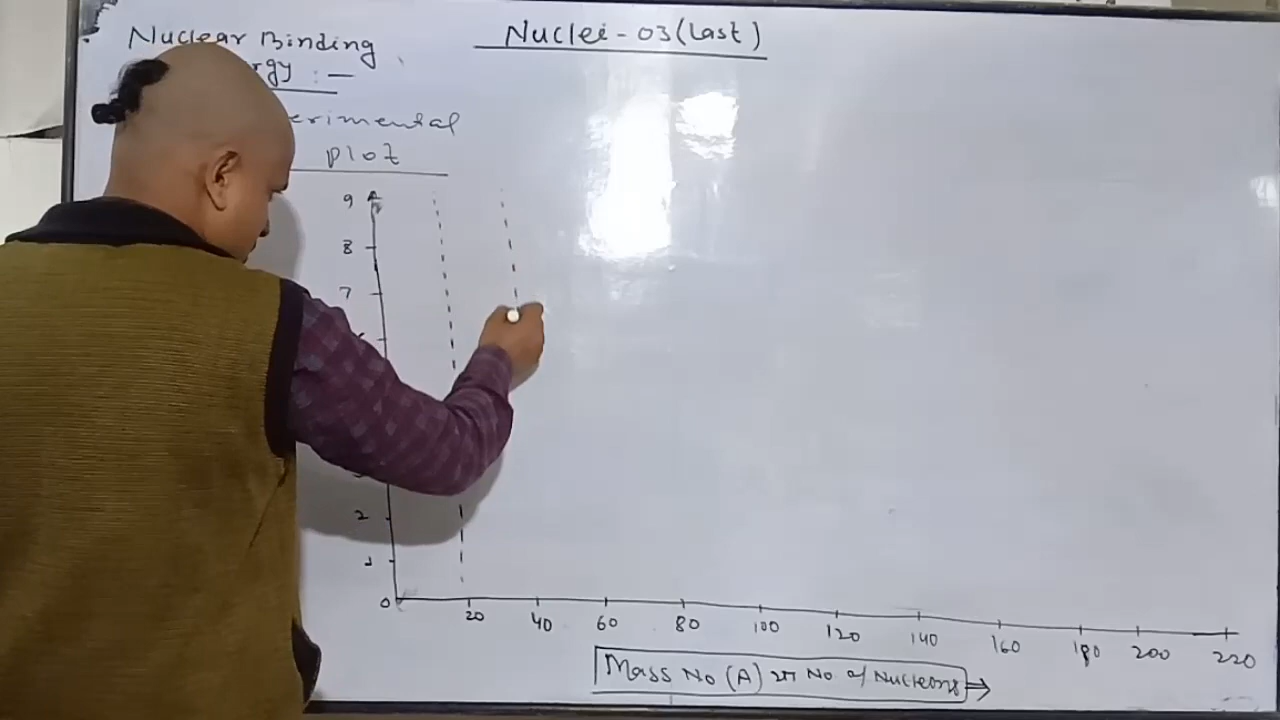 Nuclear Binding
rgy : —
Nuclei - 03 (Last)
erimental
plot
9
8
7
2
1
0
20 40 60 80 100 120 140 160 180 200 220
Mass No (A) या No of Nucleons ⇒